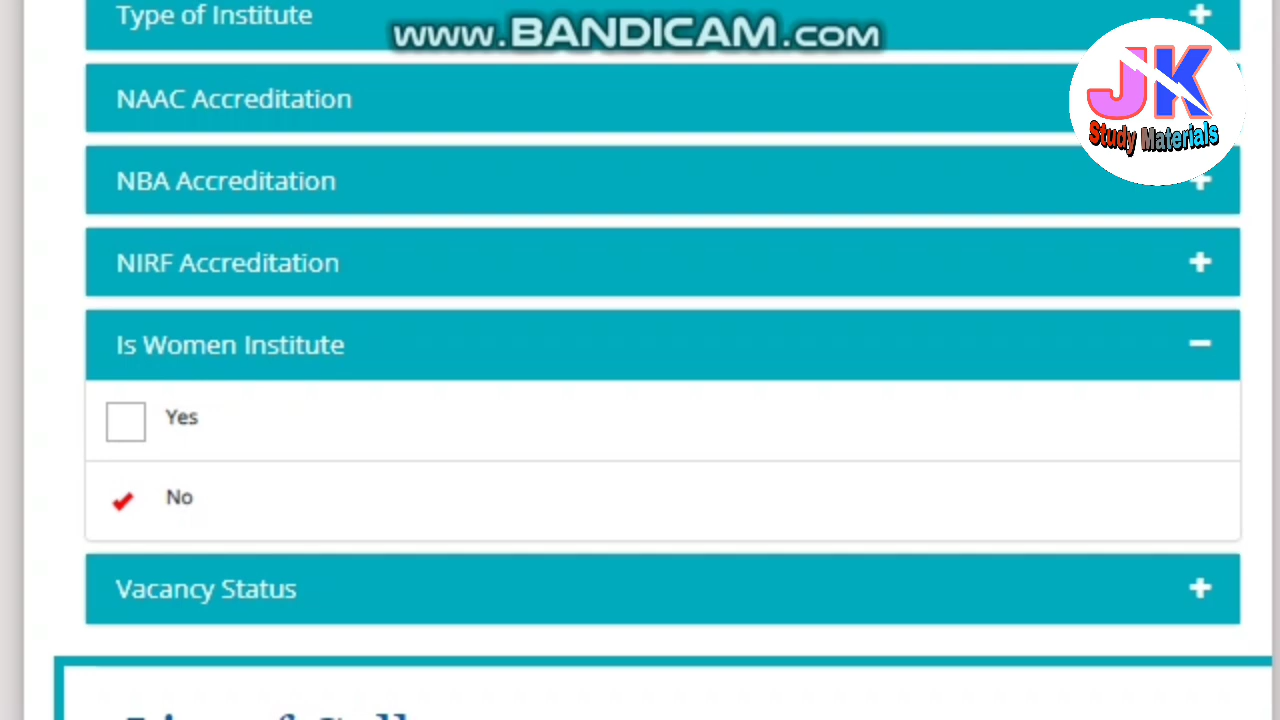 Type of Institute
www.BANDICAM.com
NAAC Accreditation
JK
Study Materials
NBA Accreditation
NIRF Accreditation
Is Women Institute
Yes
No
Vacancy Status